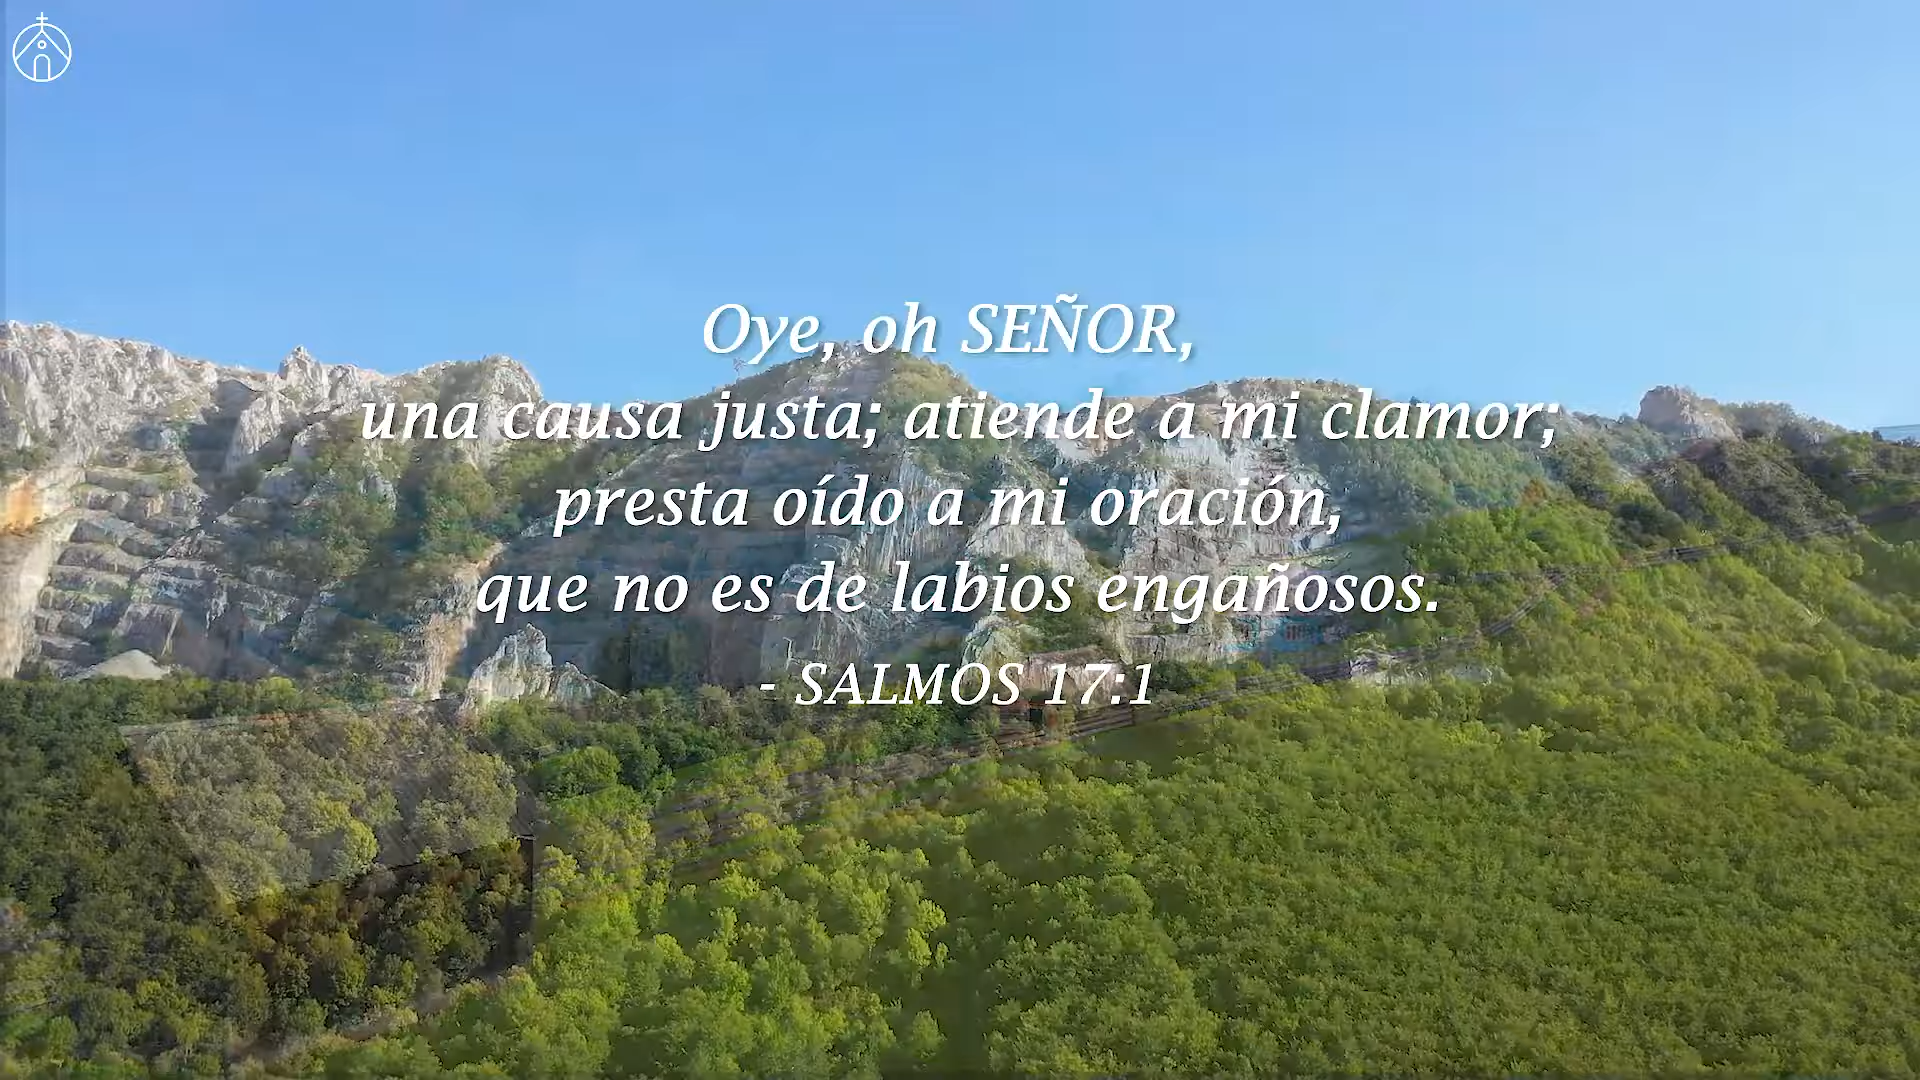 Oye, oh SEÑOR,
una causa justa; atiende a mi clamor;
presta oído a mi oración,
que no es de labios engañosos.
- SALMOS 17:1